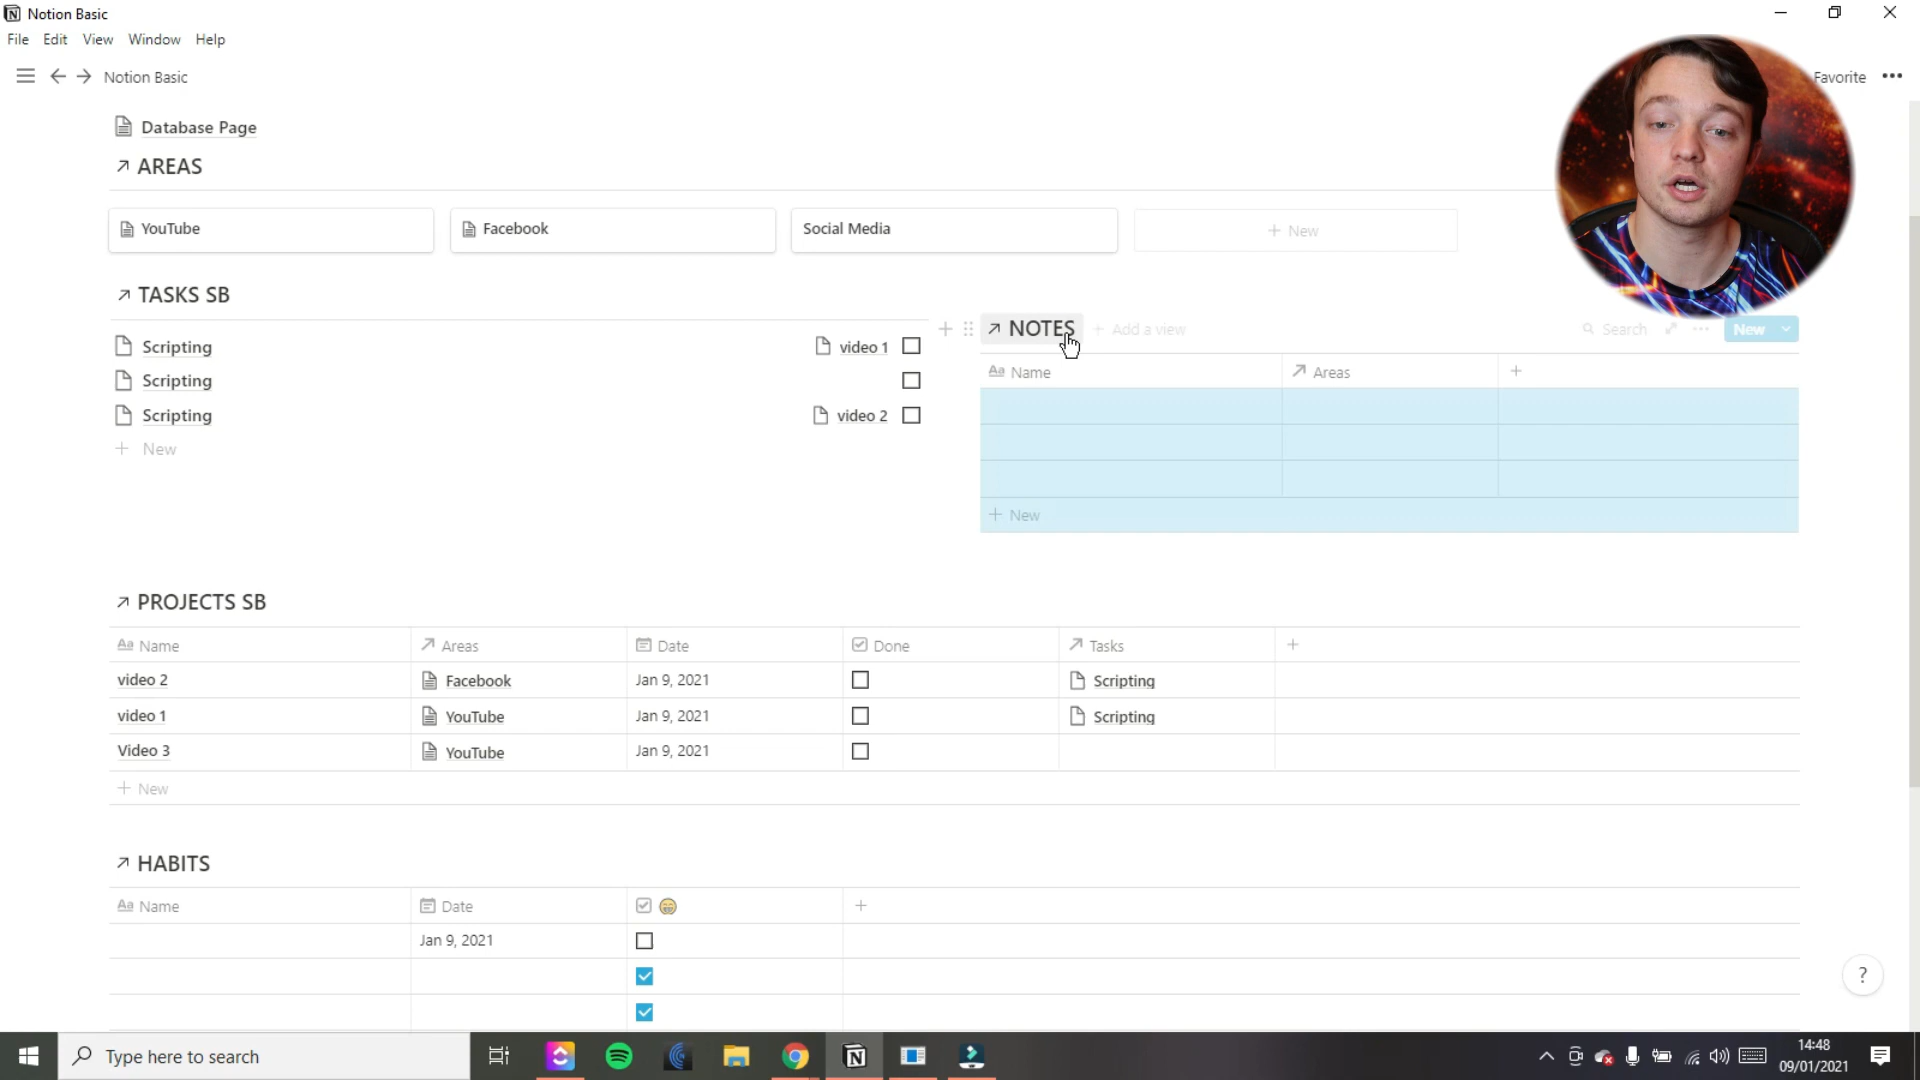 Notion Basic
File Edit View Window Help
Notion Basic
Favorite
Database Page
AREAS
YouTube
Facebook
Social Media
+ New
TASKS SB
Scripting video 1
Scripting
Scripting video 2
+ New
NOTES + Add a view Search New
Aa Name Areas +
+ New
PROJECTS SB
Aa Name Areas Date Done Tasks +
video 2 Facebook Jan 9, 2021 Scripting
video 1 YouTube Jan 9, 2021 Scripting
Video 3 YouTube Jan 9, 2021
+ New
HABITS
Aa Name Date +
Jan 9, 2021
?
Type here to search
14:48
09/01/2021